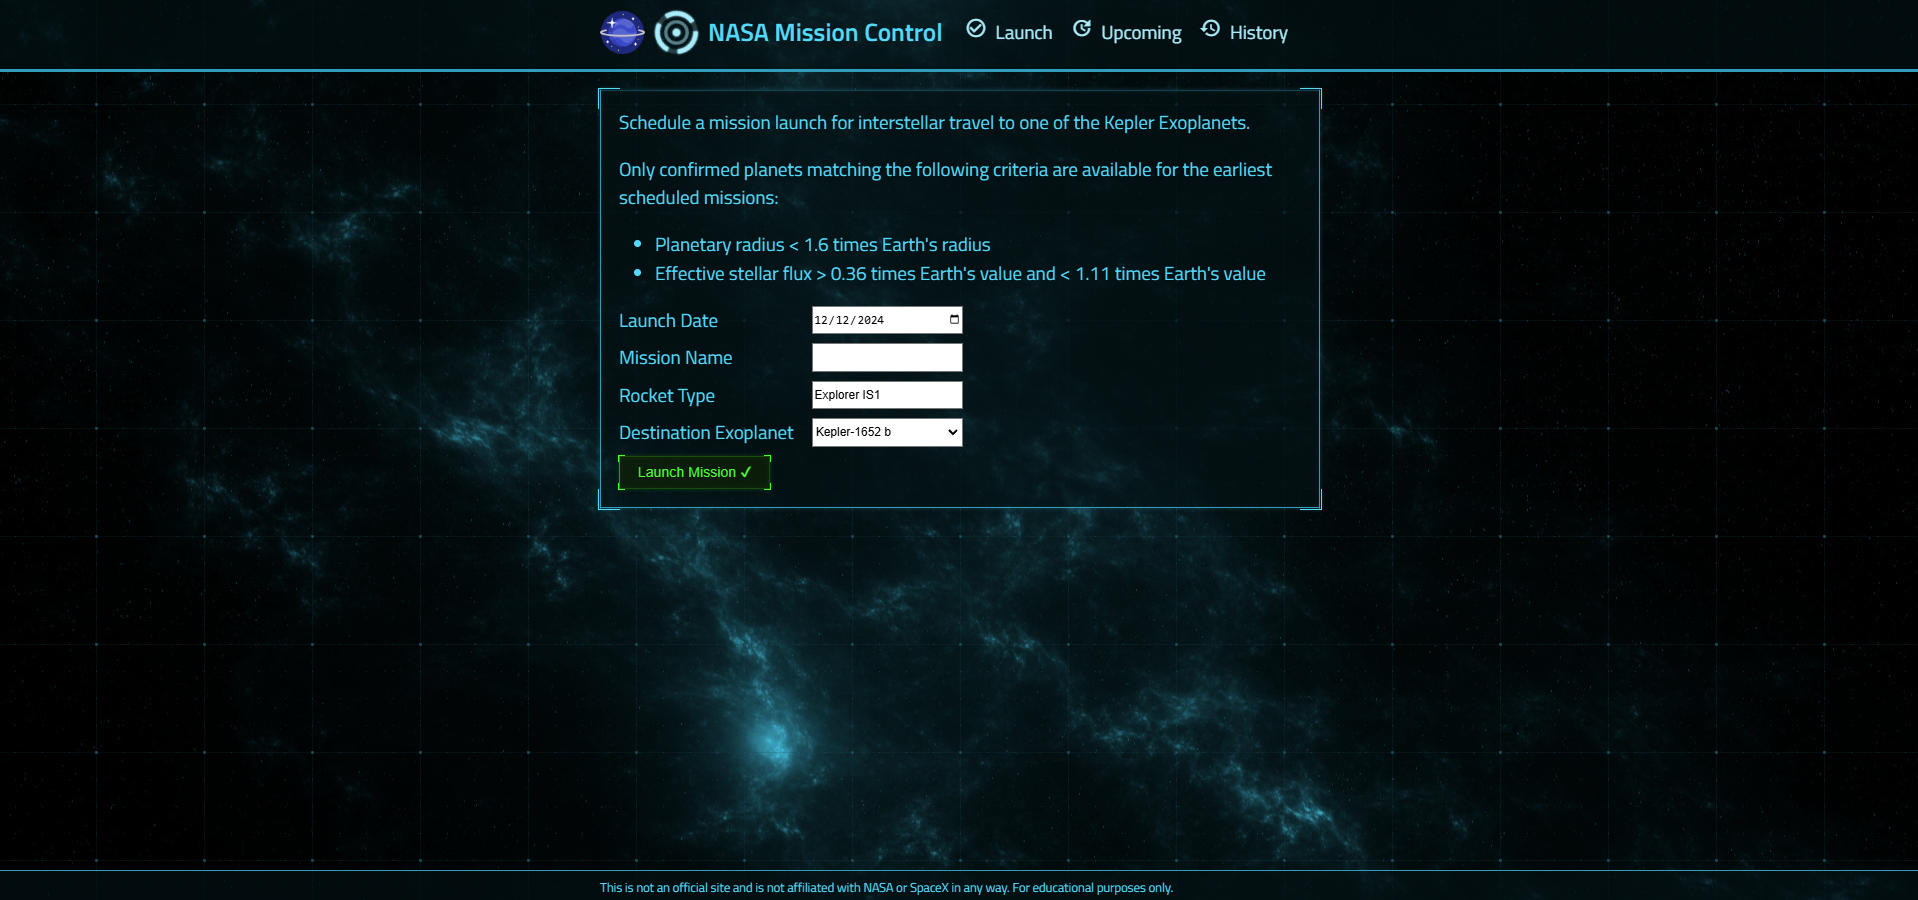 NASA Mission Control
Launch
Upcoming
History
Schedule a mission launch for interstellar travel to one of the Kepler Exoplanets.
Only confirmed planets matching the following criteria are available for the earliest
scheduled missions:
• Planetary radius < 1.6 times Earth's radius
• Effective stellar flux > 0.36 times Earth's value and < 1.11 times Earth's value
Launch Date 12/12/2024
Mission Name
Rocket Type Explorer IS1
Destination Exoplanet Kepler-1652 b
Launch Mission ✓
This is not an official site and is not affiliated with NASA or SpaceX in any way. For educational purposes only.